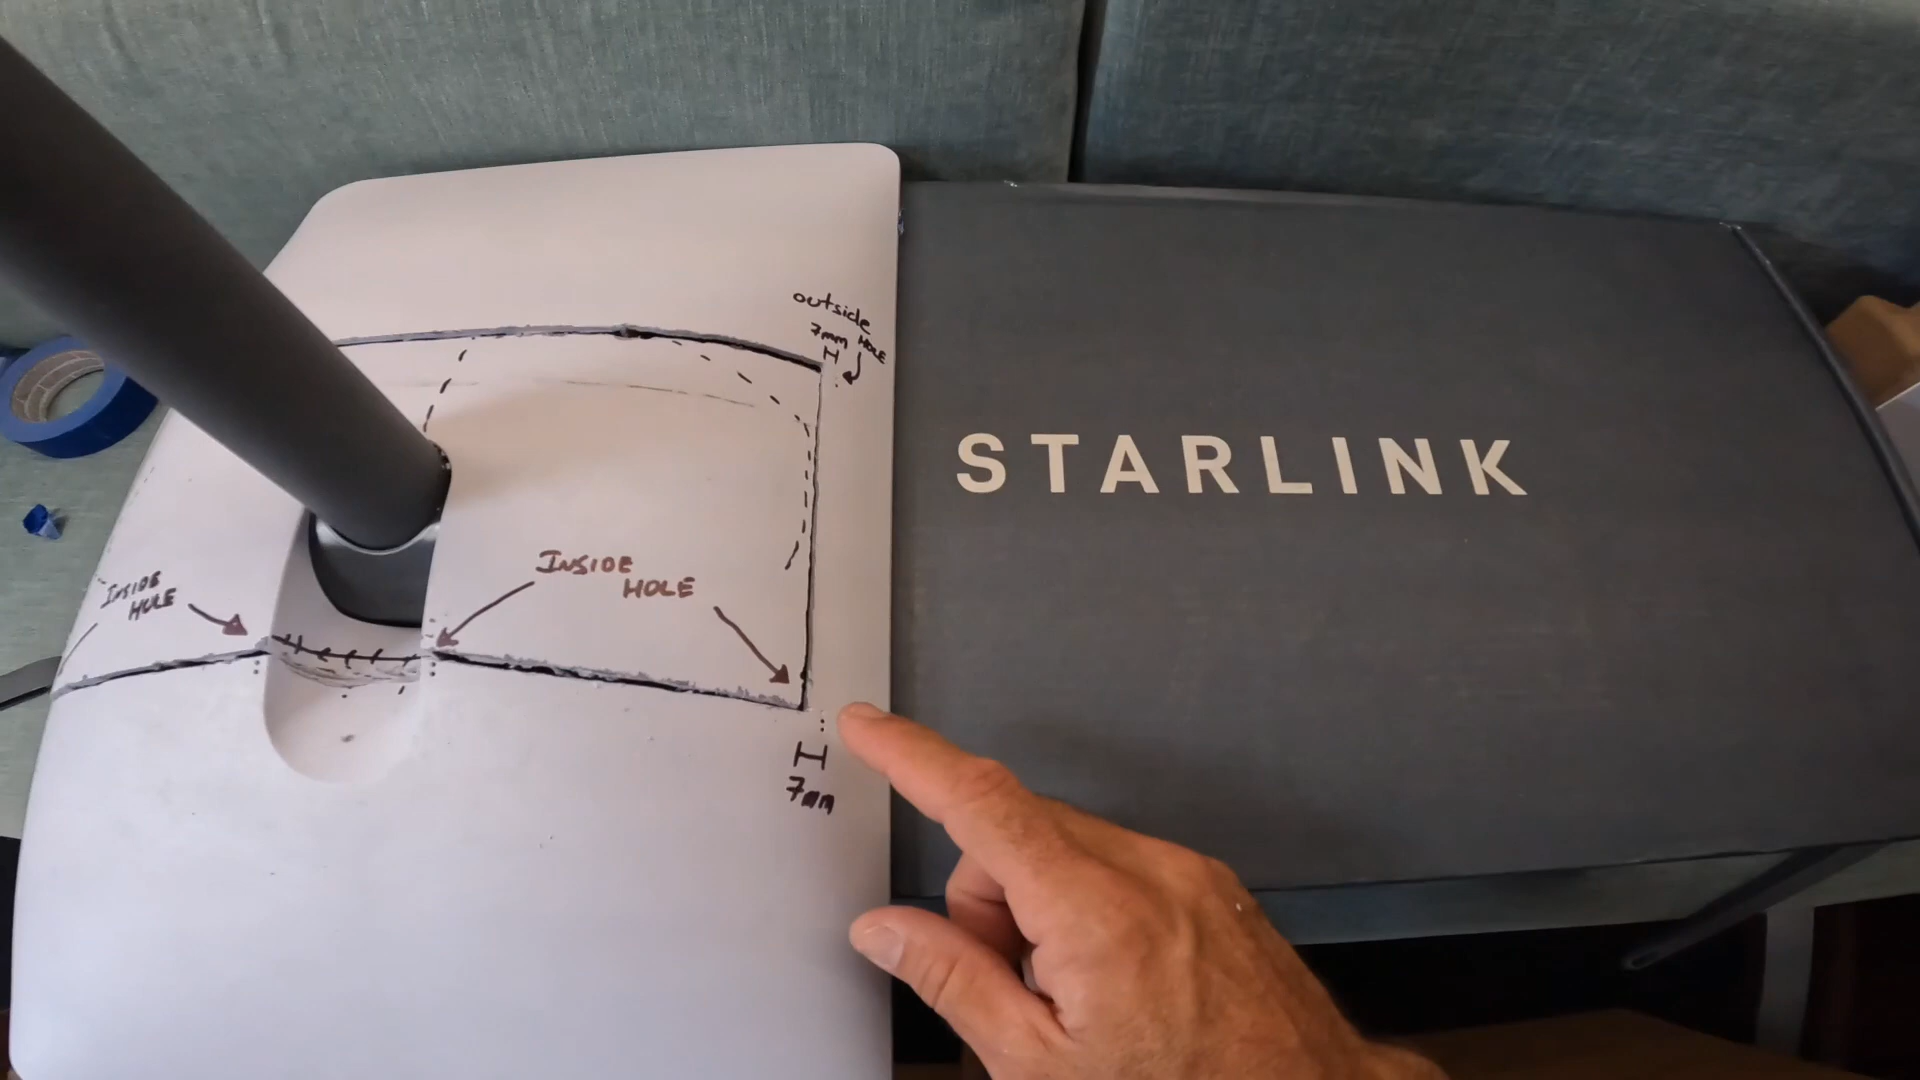 outside
7mm HOLE
STARLINK
INSIDE
HOLE
INSIDE
HOLE
7mm